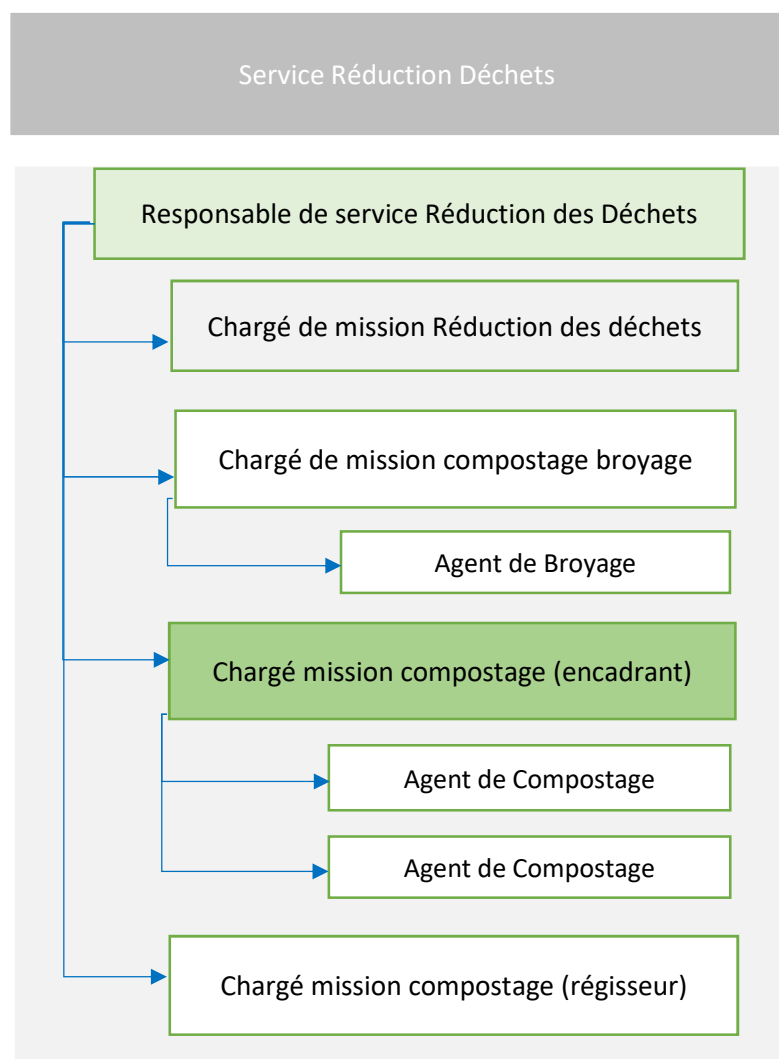 Service Réduction Déchets
Responsable de service Réduction des Déchets
Chargé de mission Réduction des déchets
Chargé de mission compostage broyage
Agent de Broyage
Chargé mission compostage (encadrant)
Agent de Compostage
Agent de Compostage
Chargé mission compostage (régisseur)